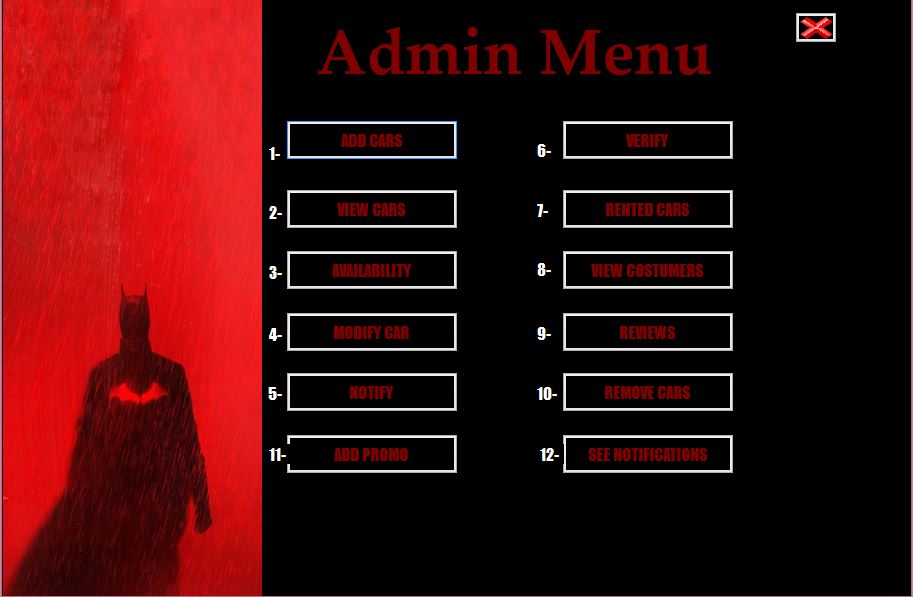 Admin Menu
1- ADD CARS
6- VERIFY
2- VIEW CARS
7- RENTED CARS
3- AVAILABILITY
8- VIEW COSTUMERS
4- MODIFY CAR
9- REVIEWS
5- NOTIFY
10- REMOVE CARS
11- ADD PROMO
12- SEE NOTIFICATIONS